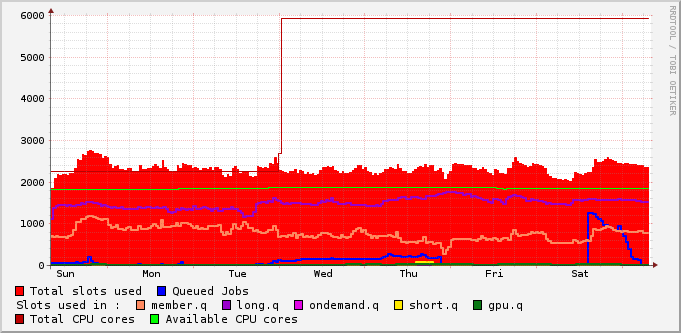 6000
5000
4000
3000
2000
1000
0
Sun Mon Tue Wed Thu Fri Sat
Total slots used Queued Jobs
Slots used in : member.q long.q ondemand.q short.q gpu.q
Total CPU cores Available CPU cores
RRDTOOL / TOBI OETIKER